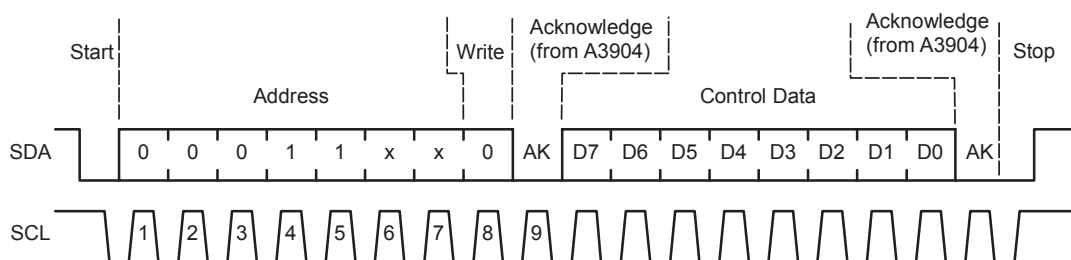 Start
Address
Write
Acknowledge
(from A3904)
Control Data
Acknowledge
(from A3904)
Stop
SDA 0 0 0 1 1 x x 0 AK D7 D6 D5 D4 D3 D2 D1 D0 AK
SCL 1 2 3 4 5 6 7 8 9